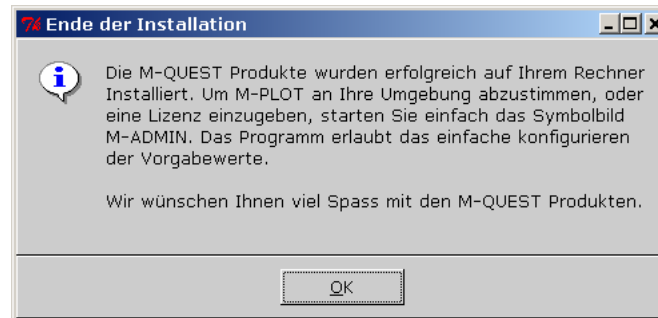 Ende der Installation
Die M-QUEST Produkte wurden erfolgreich auf Ihrem Rechner
Installiert. Um M-PLOT an Ihre Umgebung abzustimmen, oder
eine Lizenz einzugeben, starten Sie einfach das Symbolbild
M-ADMIN. Das Programm erlaubt das einfache konfigurieren
der Vorgabewerte.
Wir wünschen Ihnen viel Spass mit den M-QUEST Produkten.
OK